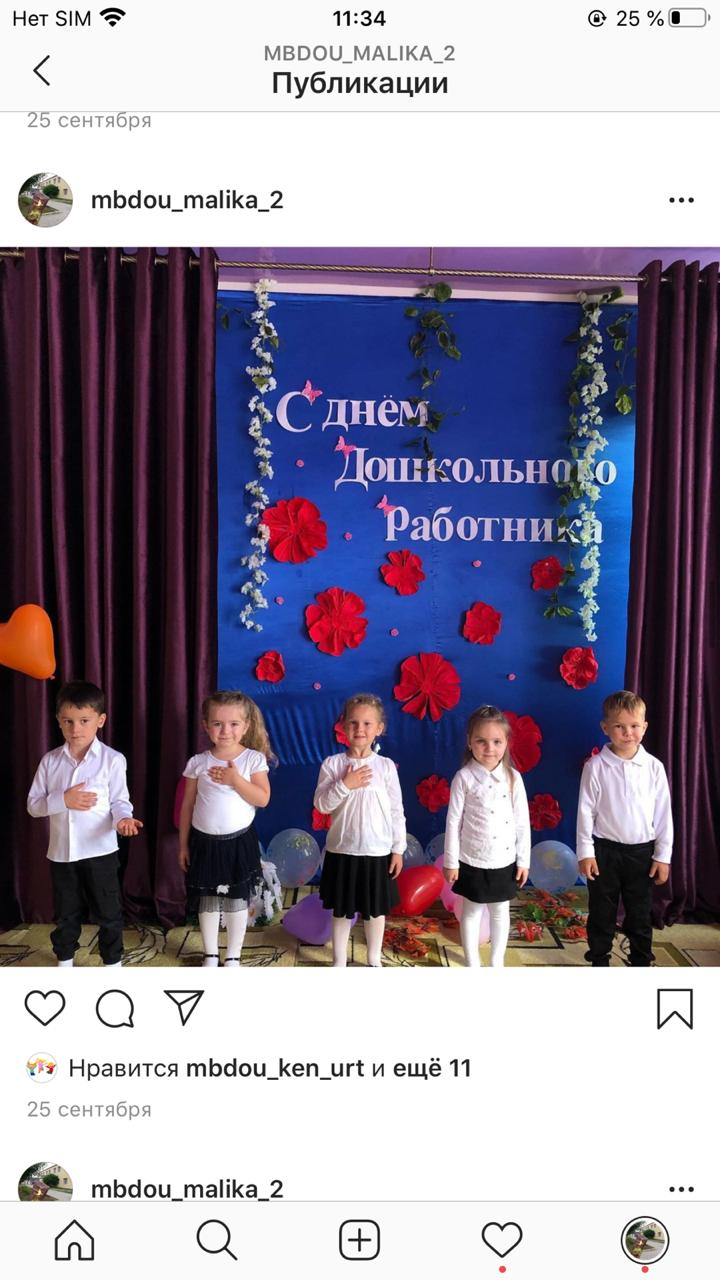 Нет SIM 11:34 25 %
MBDOU_MALIKA_2
Публикации
25 сентября
mbdou_malika_2
С днём
Дошкольного
Работника
Нравится mbdou_ken_urt и ещё 11
25 сентября
mbdou_malika_2